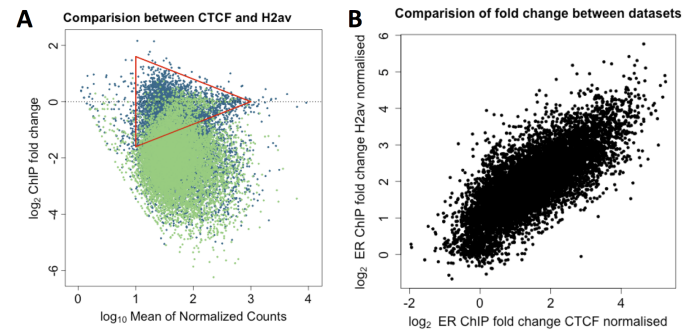 A
Comparision between CTCF and H2av
log2 ChIP fold change
2
0
-2
-4
-6
0
1
2
3
4
log10 Mean of Normalized Counts
B
Comparision of fold change between datasets
log2 ER ChIP fold change H2av normalised
6
5
4
3
2
1
0
-2
0
2
4
log2 ER ChIP fold change CTCF normalised